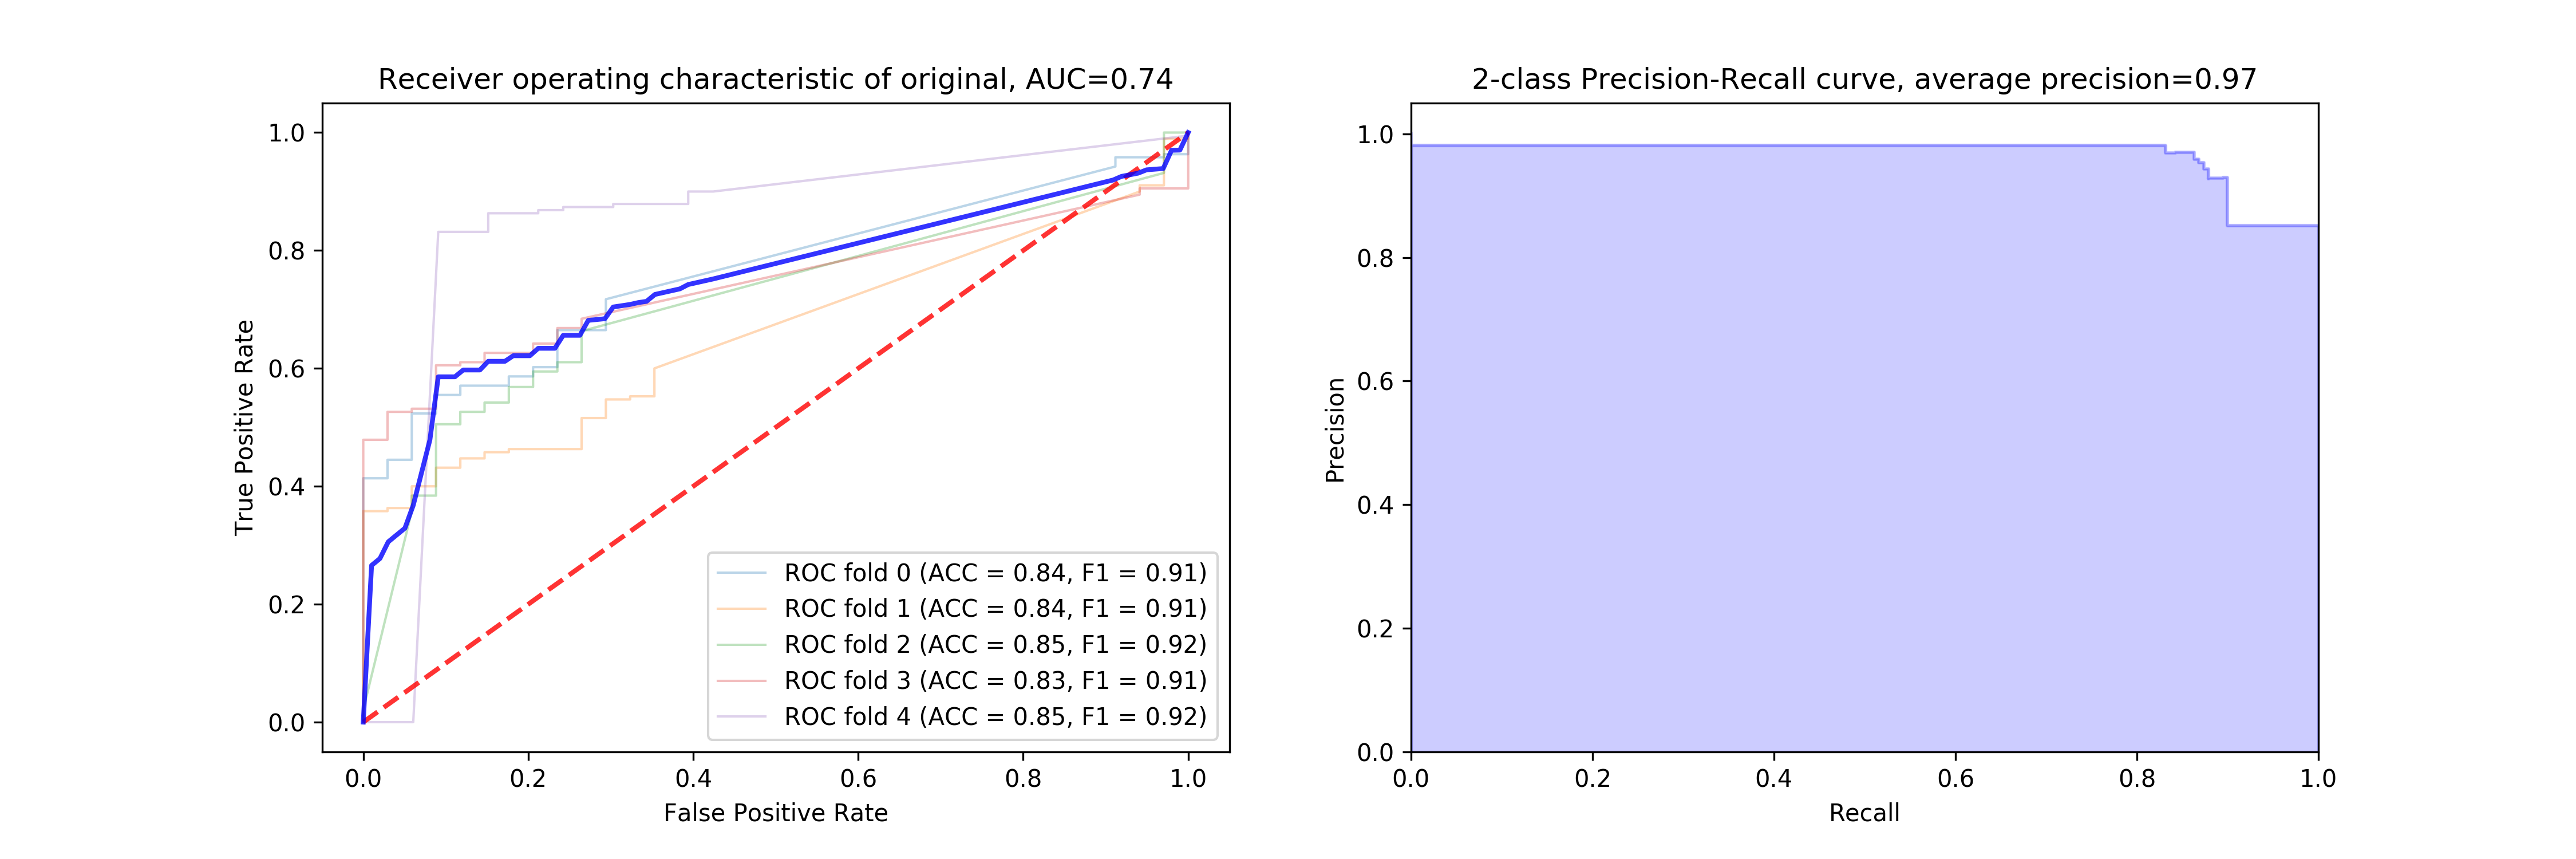 Receiver operating characteristic of original, AUC=0.74
True Positive Rate
1.0
0.8
0.6
0.4
0.2
0.0
ROC fold 0 (ACC = 0.84, F1 = 0.91)
ROC fold 1 (ACC = 0.84, F1 = 0.91)
ROC fold 2 (ACC = 0.85, F1 = 0.92)
ROC fold 3 (ACC = 0.83, F1 = 0.91)
ROC fold 4 (ACC = 0.85, F1 = 0.92)
0.0 0.2 0.4 0.6 0.8 1.0
False Positive Rate
2-class Precision-Recall curve, average precision=0.97
Precision
1.0
0.8
0.6
0.4
0.2
0.0
0.0 0.2 0.4 0.6 0.8 1.0
Recall